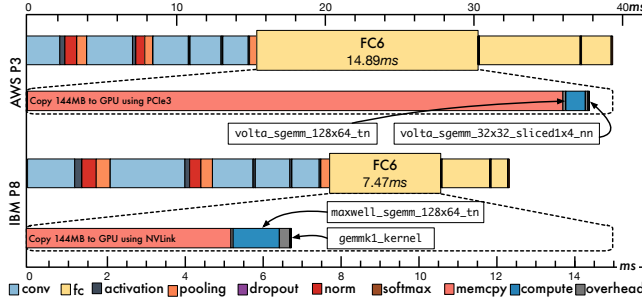 0 10 20 30 40 ms
AWS P3
FC6
14.89ms
Copy 144MB to GPU using PCIe3
volta_sgemm_128x64_tn
volta_sgemm_32x32_sliced1x4_nn
IBM P8
FC6
7.47ms
maxwell_sgemm_128x64_tn
Copy 144MB to GPU using NVLink
gemmk1_kernel
0 2 4 6 8 10 12 14 ms
conv fc activation pooling dropout norm softmax memcpy compute overhead